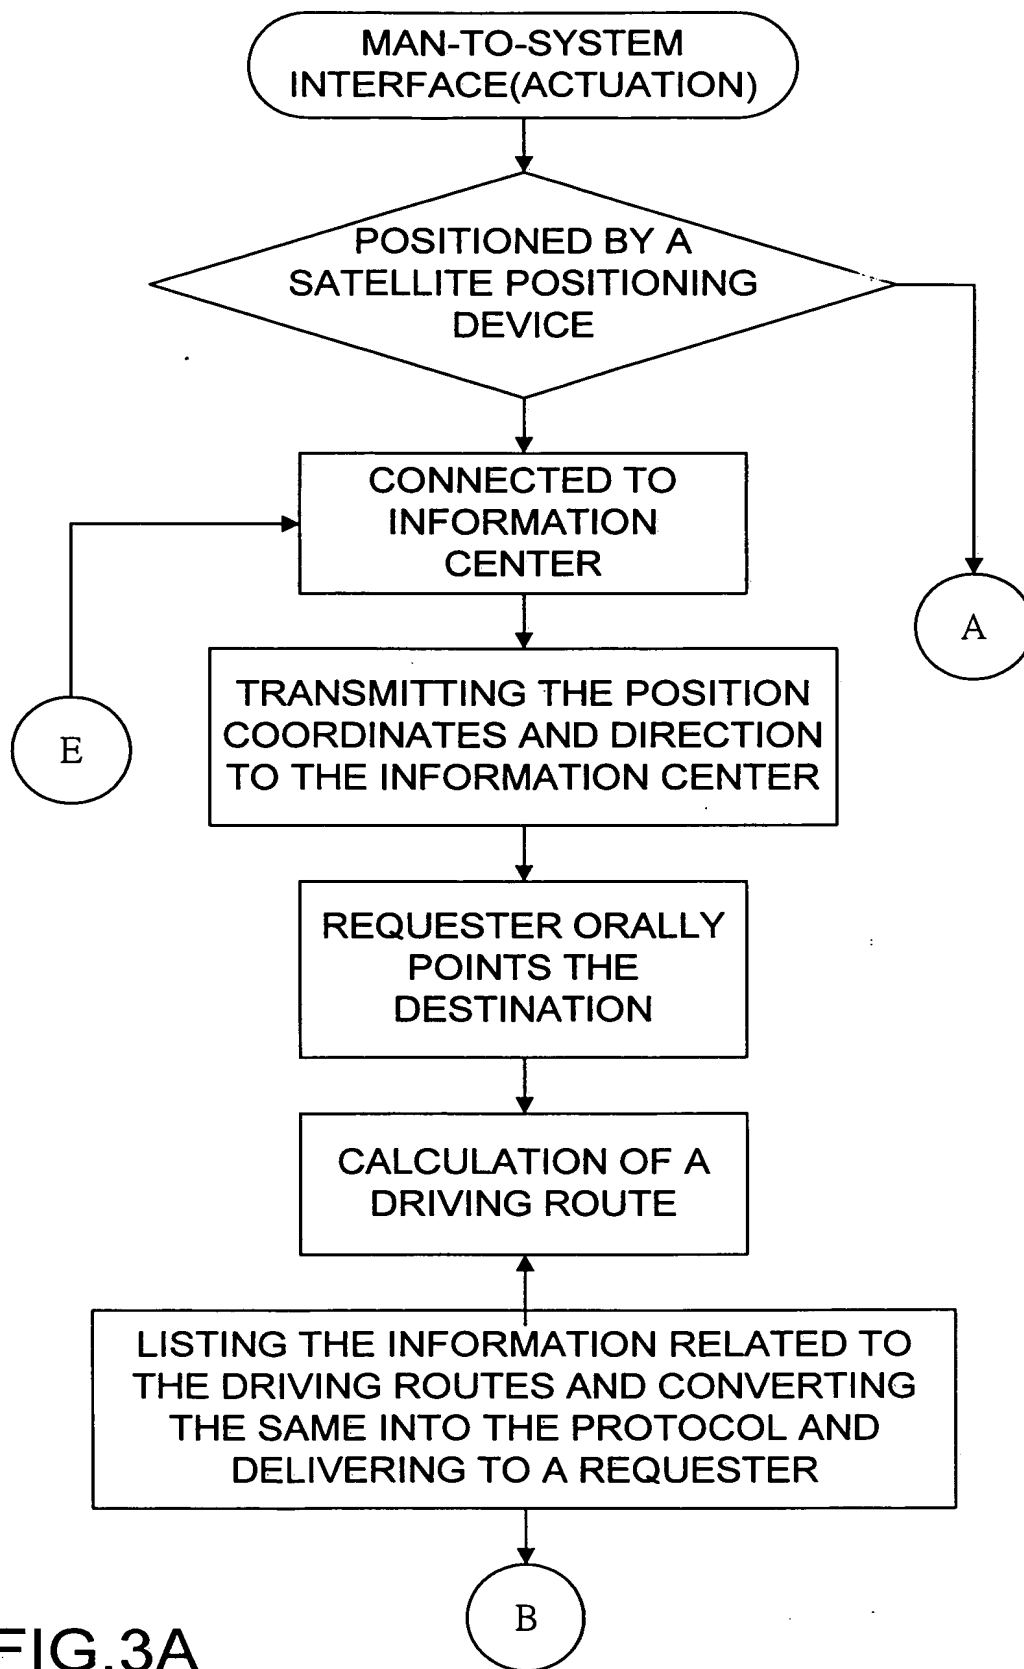 MAN-TO-SYSTEM
INTERFACE(ACTUATION)
POSITIONED BY A
SATELLITE POSITIONING
DEVICE
CONNECTED TO
INFORMATION
CENTER
A
TRANSMITTING THE POSITION
COORDINATES AND DIRECTION
TO THE INFORMATION CENTER
E
REQUESTER ORALLY
POINTS THE
DESTINATION
CALCULATION OF A
DRIVING ROUTE
LISTING THE INFORMATION RELATED TO
THE DRIVING ROUTES AND CONVERTING
THE SAME INTO THE PROTOCOL AND
DELIVERING TO A REQUESTER
B
FIG.3A